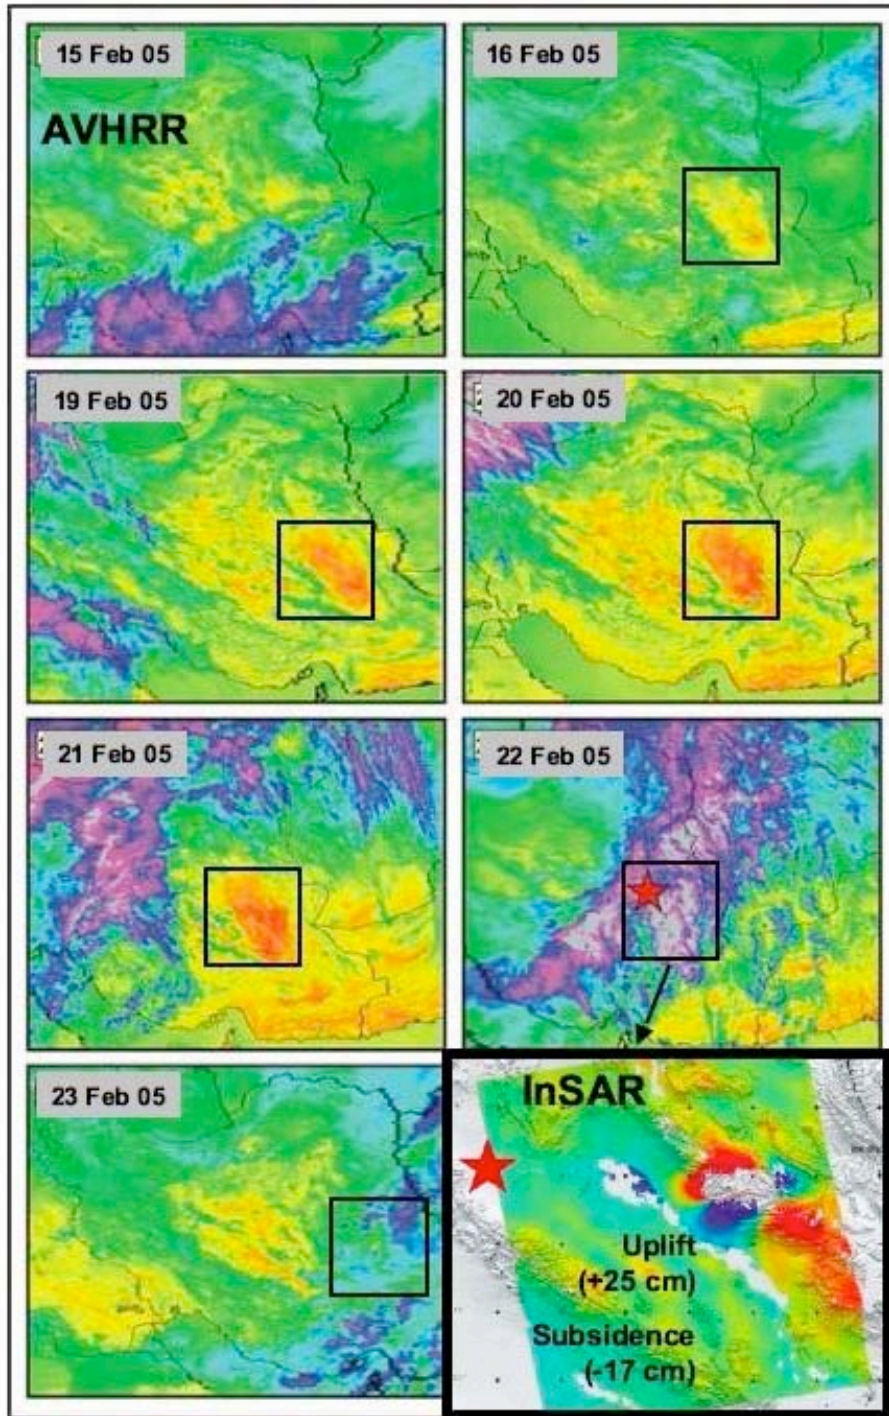 15 Feb 05
16 Feb 05
AVHRR
19 Feb 05
20 Feb 05
21 Feb 05
22 Feb 05
23 Feb 05
InSAR
Uplift
(+25 cm)
Subsidence
(-17 cm)